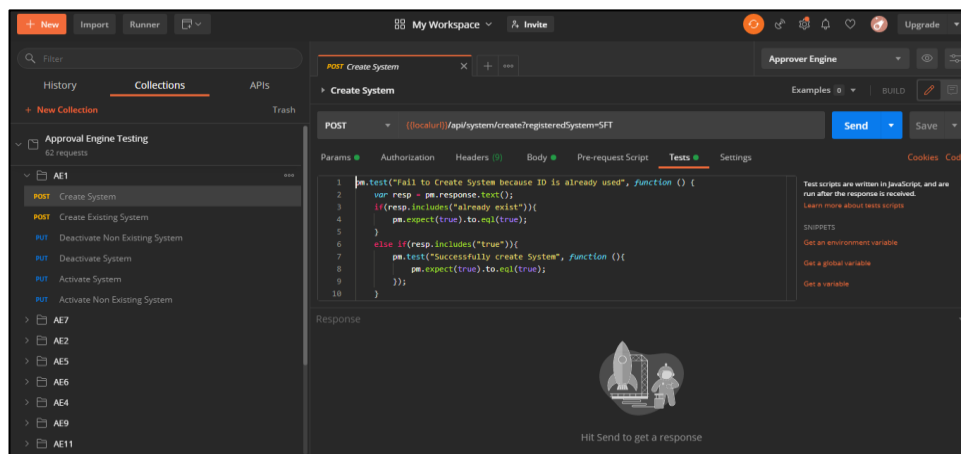 + New Import Runner My Workspace Invite Upgrade
Filter
History Collections APIs
+ New Collection Trash
Approval Engine Testing
62 requests
AE1
POST Create System
POST Create Existing System
PUT Deactivate Non Existing System
PUT Deactivate System
PUT Activate System
PUT Activate Non Existing System
AE7
AE2
AE5
AE6
AE4
AE9
AE11
POST Create System Approver Engine
Create System Examples 0 BUILD
POST {{localurl}}/api/system/create?registeredSystem=SFT Send Save
Params Authorization Headers (9) Body Pre-request Script Tests Settings Cookies Cod
1 pm.test("Fail to Create System because ID is already used", function () {
2 var resp = pm.response.text();
3 if(resp.includes("already exist")){
4 pm.expect(true).to.eql(true);
5 }
6 else if(resp.includes("true")){
7 pm.test("Successfully create System", function (){
8 pm.expect(true).to.eql(true);
9 });
10 }
Test scripts are written in JavaScript, and are
run after the response is received.
Learn more about tests scripts
SNIPPETS
Get an environment variable
Get a global variable
Get a variable
Response
Hit Send to get a response